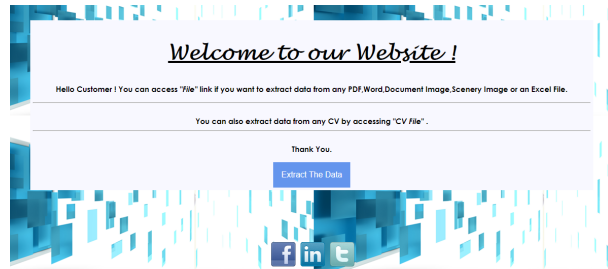 Welcome to our Website !
Hello Customer ! You can access "File" link if you want to extract data from any PDF,Word,Document Image,Scenery Image or an Excel File.
You can also extract data from any CV by accessing "CV File" .
Thank You.
Extract The Data
f in t